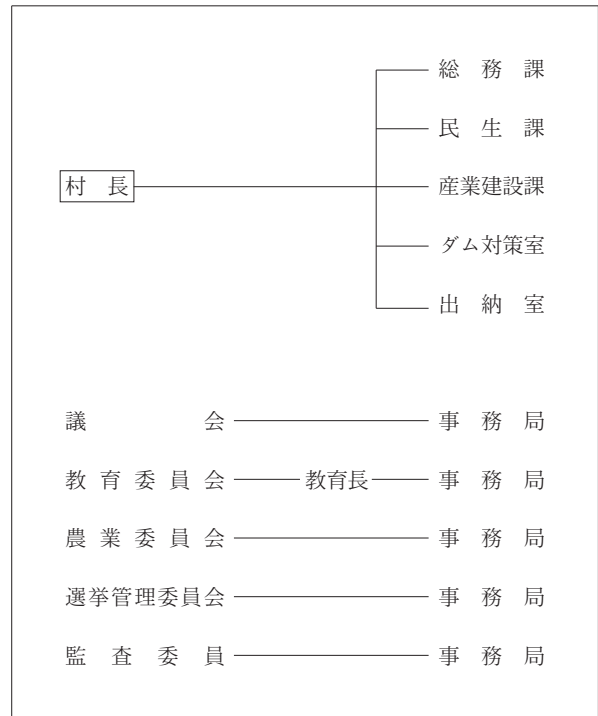 総務課
民生課
村長 産業建設課
ダム対策室
出納室
議会 事務局
教育委員会 教育長 事務局
農業委員会 事務局
選挙管理委員会 事務局
監査委員 事務局